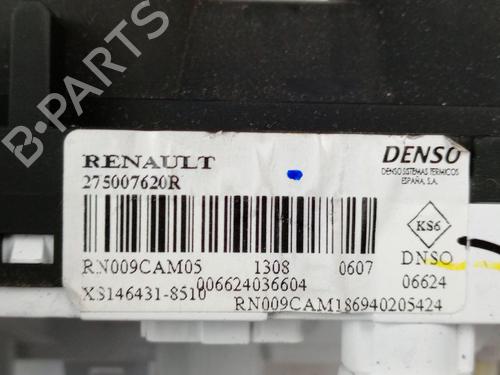 B-PARTS
RENAULT
275007620R
DENSO
DENSO SISTEMAS TERMICOS
ESPAÑA, S.A.
KS6
RN009CAM05 1308 0607 DNSO
006624036604 06624
XS146431-8510 RN009CAM186940205424